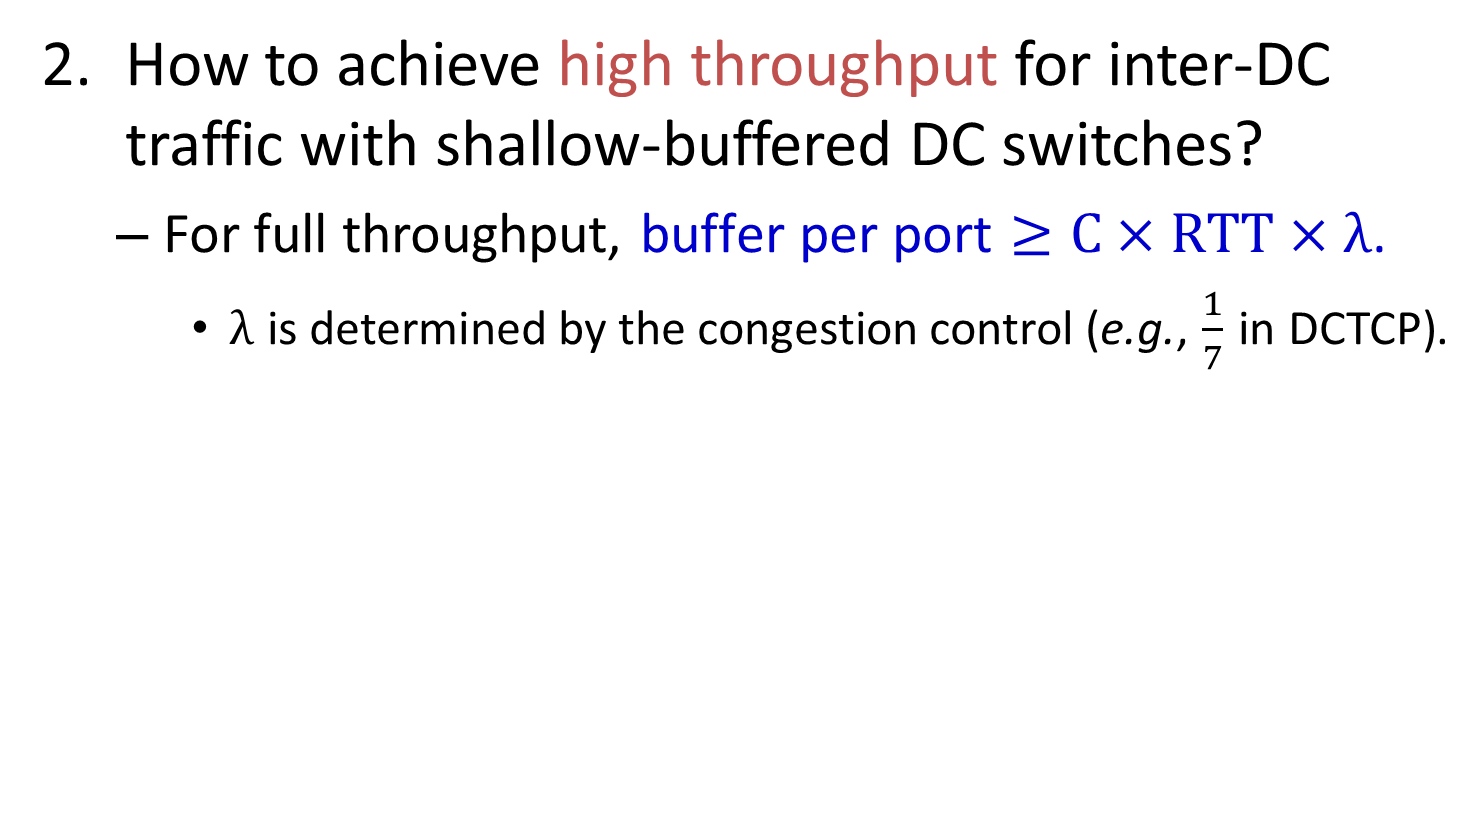 2. How to achieve high throughput for inter-DC
traffic with shallow-buffered DC switches?
– For full throughput, buffer per port ≥ C × RTT × λ.
• λ is determined by the congestion control (e.g., 1/7 in DCTCP).